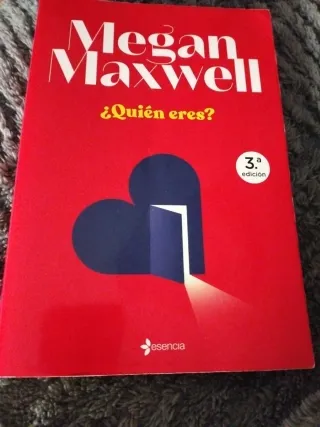 Megan
Maxwell
¿Quién eres?
3.ª
edición
esencia